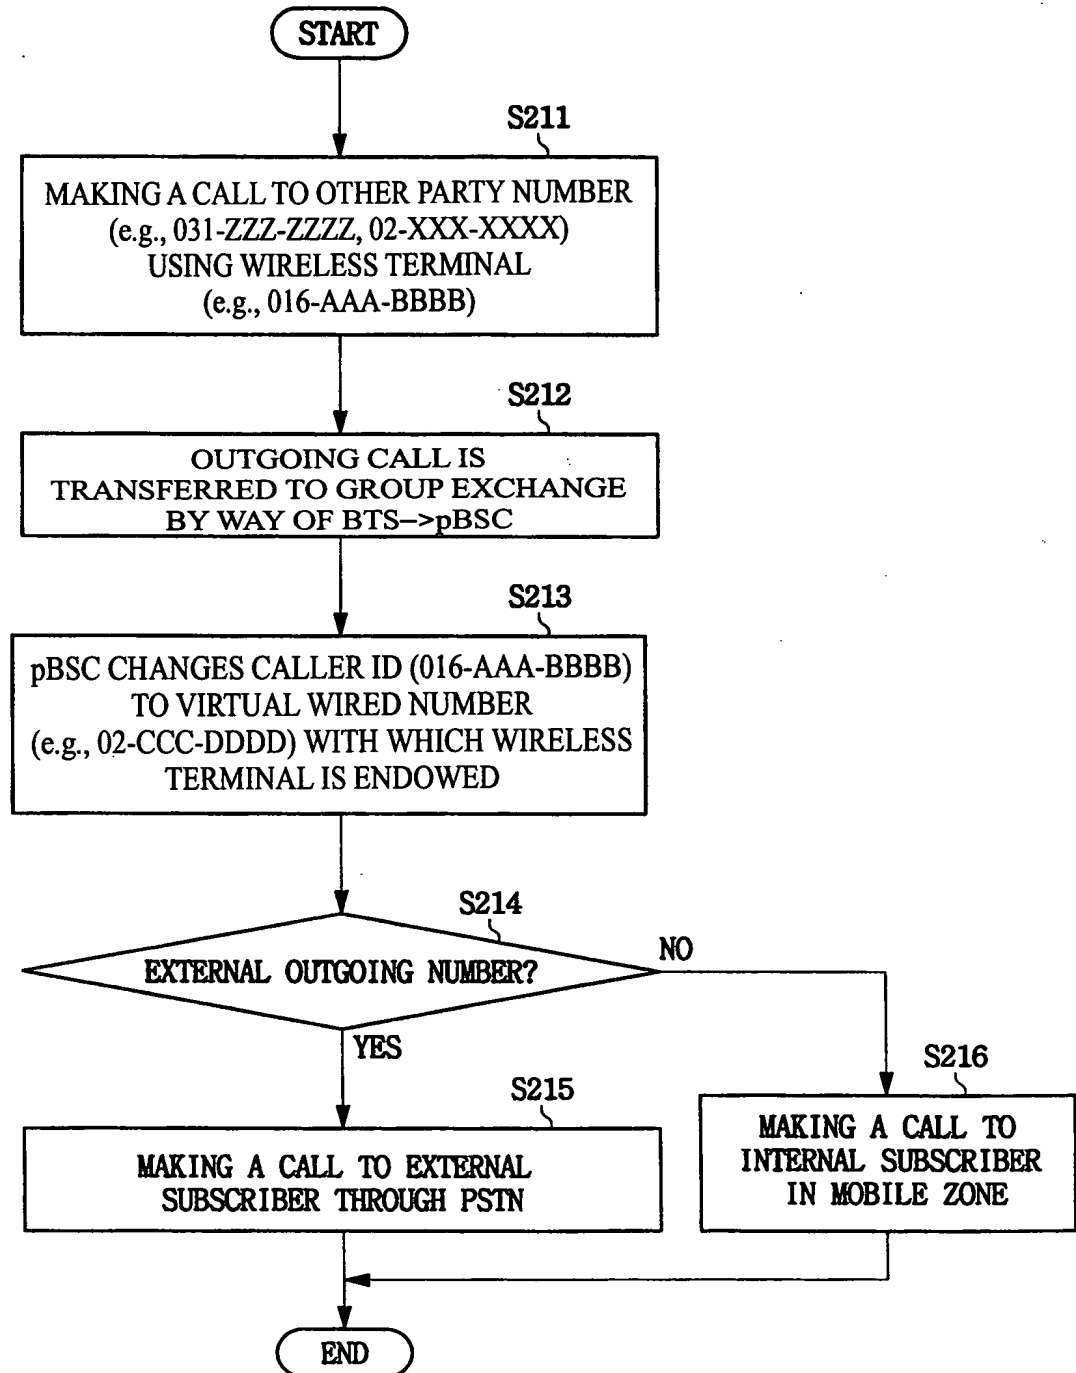 START
S211
MAKING A CALL TO OTHER PARTY NUMBER
(e.g., 031-ZZZ-ZZZZ, 02-XXX-XXXX)
USING WIRELESS TERMINAL
(e.g., 016-AAA-BBBB)
S212
OUTGOING CALL IS
TRANSFERRED TO GROUP EXCHANGE
BY WAY OF BTS–>pBSC
S213
pBSC CHANGES CALLER ID (016-AAA-BBBB)
TO VIRTUAL WIRED NUMBER
(e.g., 02-CCC-DDDD) WITH WHICH WIRELESS
TERMINAL IS ENDOWED
S214
EXTERNAL OUTGOING NUMBER?
NO
YES
S216
MAKING A CALL TO
INTERNAL SUBSCRIBER
IN MOBILE ZONE
S215
MAKING A CALL TO EXTERNAL
SUBSCRIBER THROUGH PSTN
END